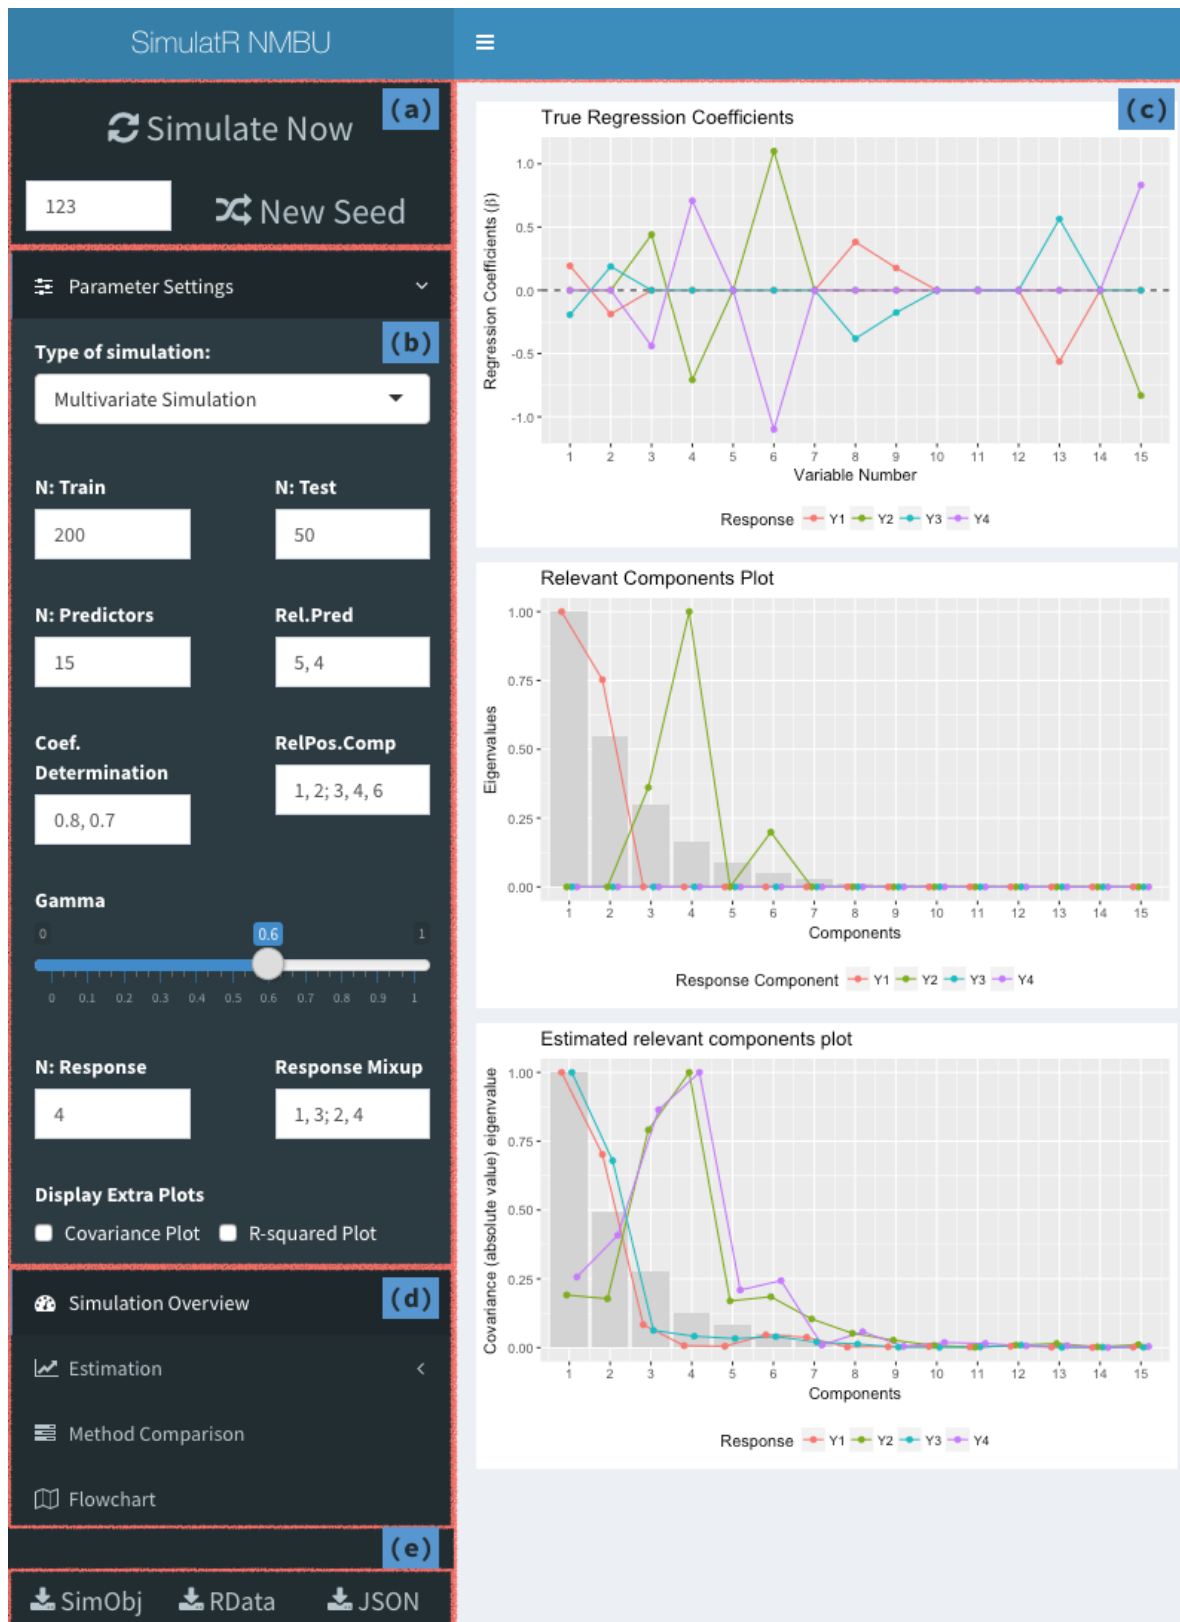 SimulatR NMBU
(a)
Simulate Now
123
New Seed
Parameter Settings
(b)
Type of simulation:
Multivariate Simulation
N: Train
N: Test
200
50
N: Predictors
Rel.Pred
15
5, 4
Coef.
Determination
RelPos.Comp
0.8, 0.7
1, 2; 3, 4, 6
Gamma
0
0.6
1
0 0.1 0.2 0.3 0.4 0.5 0.6 0.7 0.8 0.9 1
N: Response
Response Mixup
4
1, 3; 2, 4
Display Extra Plots
Covariance Plot
R-squared Plot
Simulation Overview
(d)
Estimation
Method Comparison
Flowchart
(e)
SimObj
RData
JSON
(c)
True Regression Coefficients
Regression Coefficients (β)
1.0
0.5
0.0
-0.5
-1.0
1 2 3 4 5 6 7 8 9 10 11 12 13 14 15
Variable Number
Response Y1 Y2 Y3 Y4
Relevant Components Plot
Eigenvalues
1.00
0.75
0.50
0.25
0.00
1 2 3 4 5 6 7 8 9 10 11 12 13 14 15
Components
Response Component Y1 Y2 Y3 Y4
Estimated relevant components plot
Covariance (absolute value) eigenvalue
1.00
0.75
0.50
0.25
0.00
1 2 3 4 5 6 7 8 9 10 11 12 13 14 15
Components
Response Y1 Y2 Y3 Y4